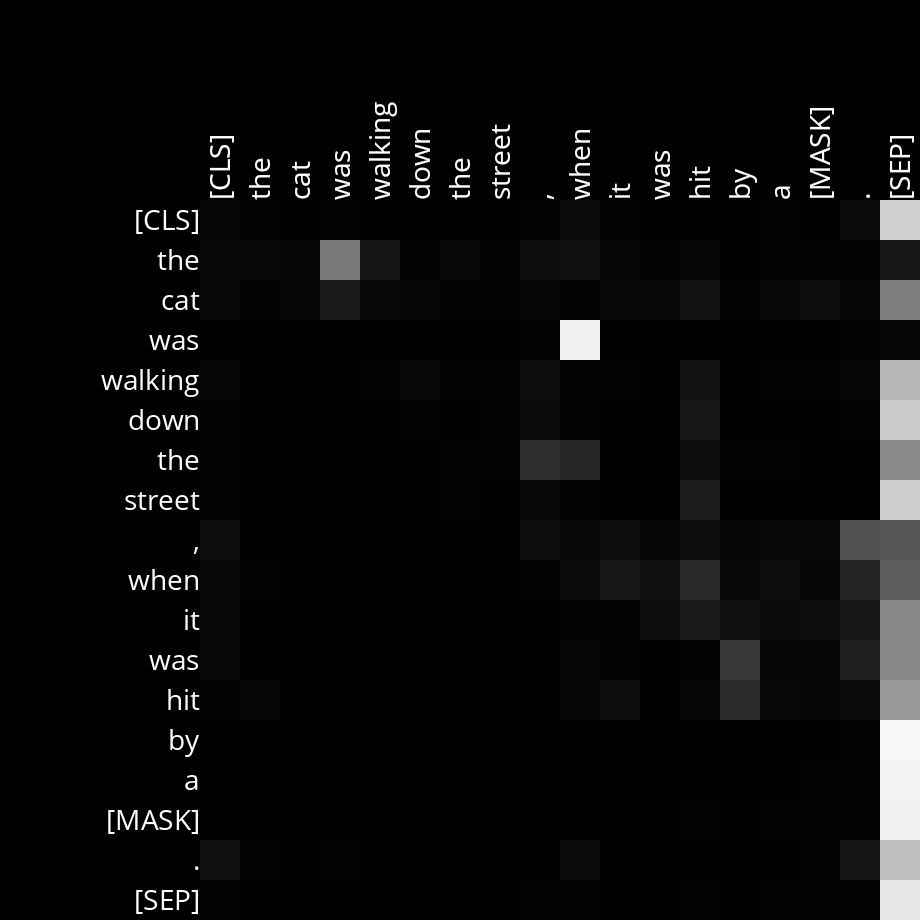 [CLS]
the
cat
was
walking
down
the
street
,
when
it
was
hit
by
a
[MASK]
.
[SEP]
[CLS]
the
cat
was
walking
down
the
street
,
when
it
was
hit
by
a
[MASK]
.
[SEP]